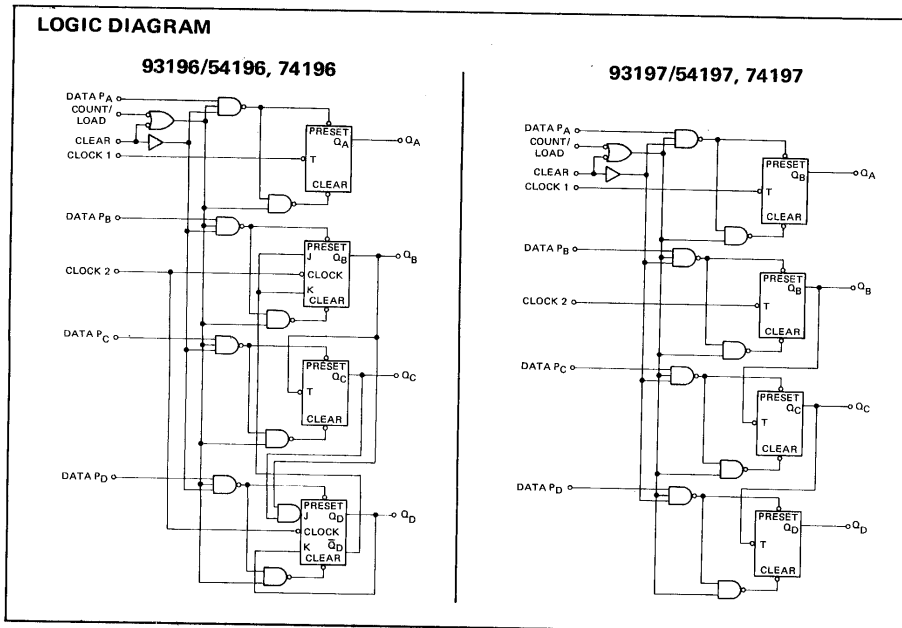 LOGIC DIAGRAM
93196/54196, 74196
DATA PA
COUNT/
LOAD
CLEAR
CLOCK 1
PRESET
QA
T
CLEAR
QA
DATA PB
CLOCK 2
PRESET
J QB
CLOCK
K
CLEAR
QB
DATA PC
PRESET
QC
T
CLEAR
QC
DATA PD
PRESET
J QD
CLOCK
K Q̅D
CLEAR
QD
93197/54197, 74197
DATA PA
COUNT/
LOAD
CLEAR
CLOCK 1
PRESET
QB
T
CLEAR
QA
DATA PB
CLOCK 2
PRESET
QB
T
CLEAR
QB
DATA PC
PRESET
QC
T
CLEAR
QC
DATA PD
PRESET
QD
T
CLEAR
QD